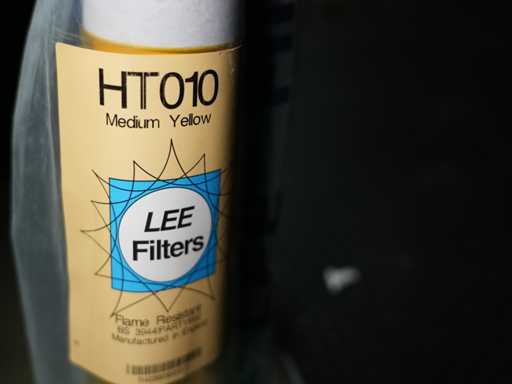 HT010
Medium Yellow
LEE
Filters
Flame Resistant
Manufactured in England